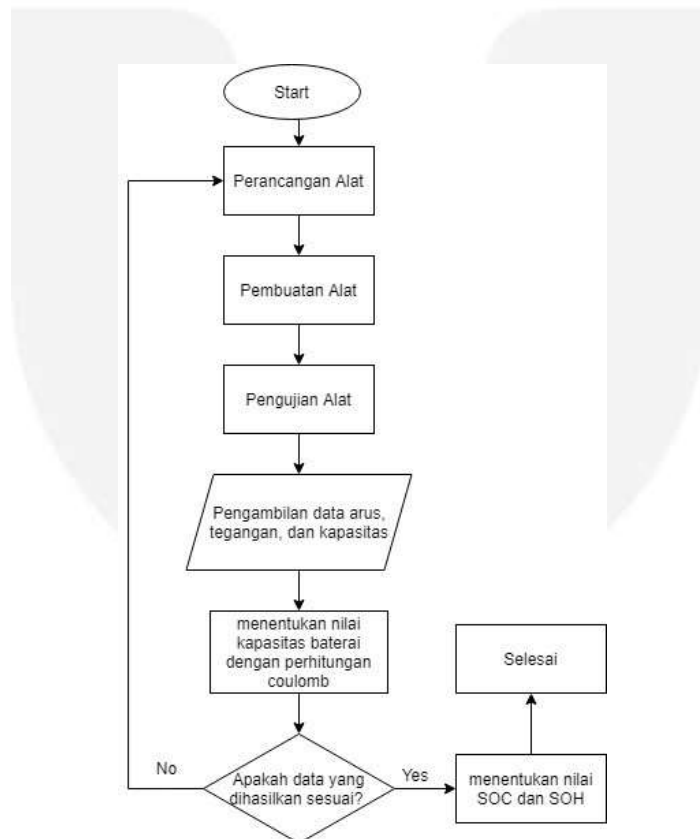 Start
Perancangan Alat
Pembuatan Alat
Pengujian Alat
Pengambilan data arus,
tegangan, dan kapasitas
menentukan nilai
kapasitas baterai
dengan perhitungan
coulomb
Selesai
No
Apakah data yang
dihasilkan sesuai?
Yes
menentukan nilai
SOC dan SOH